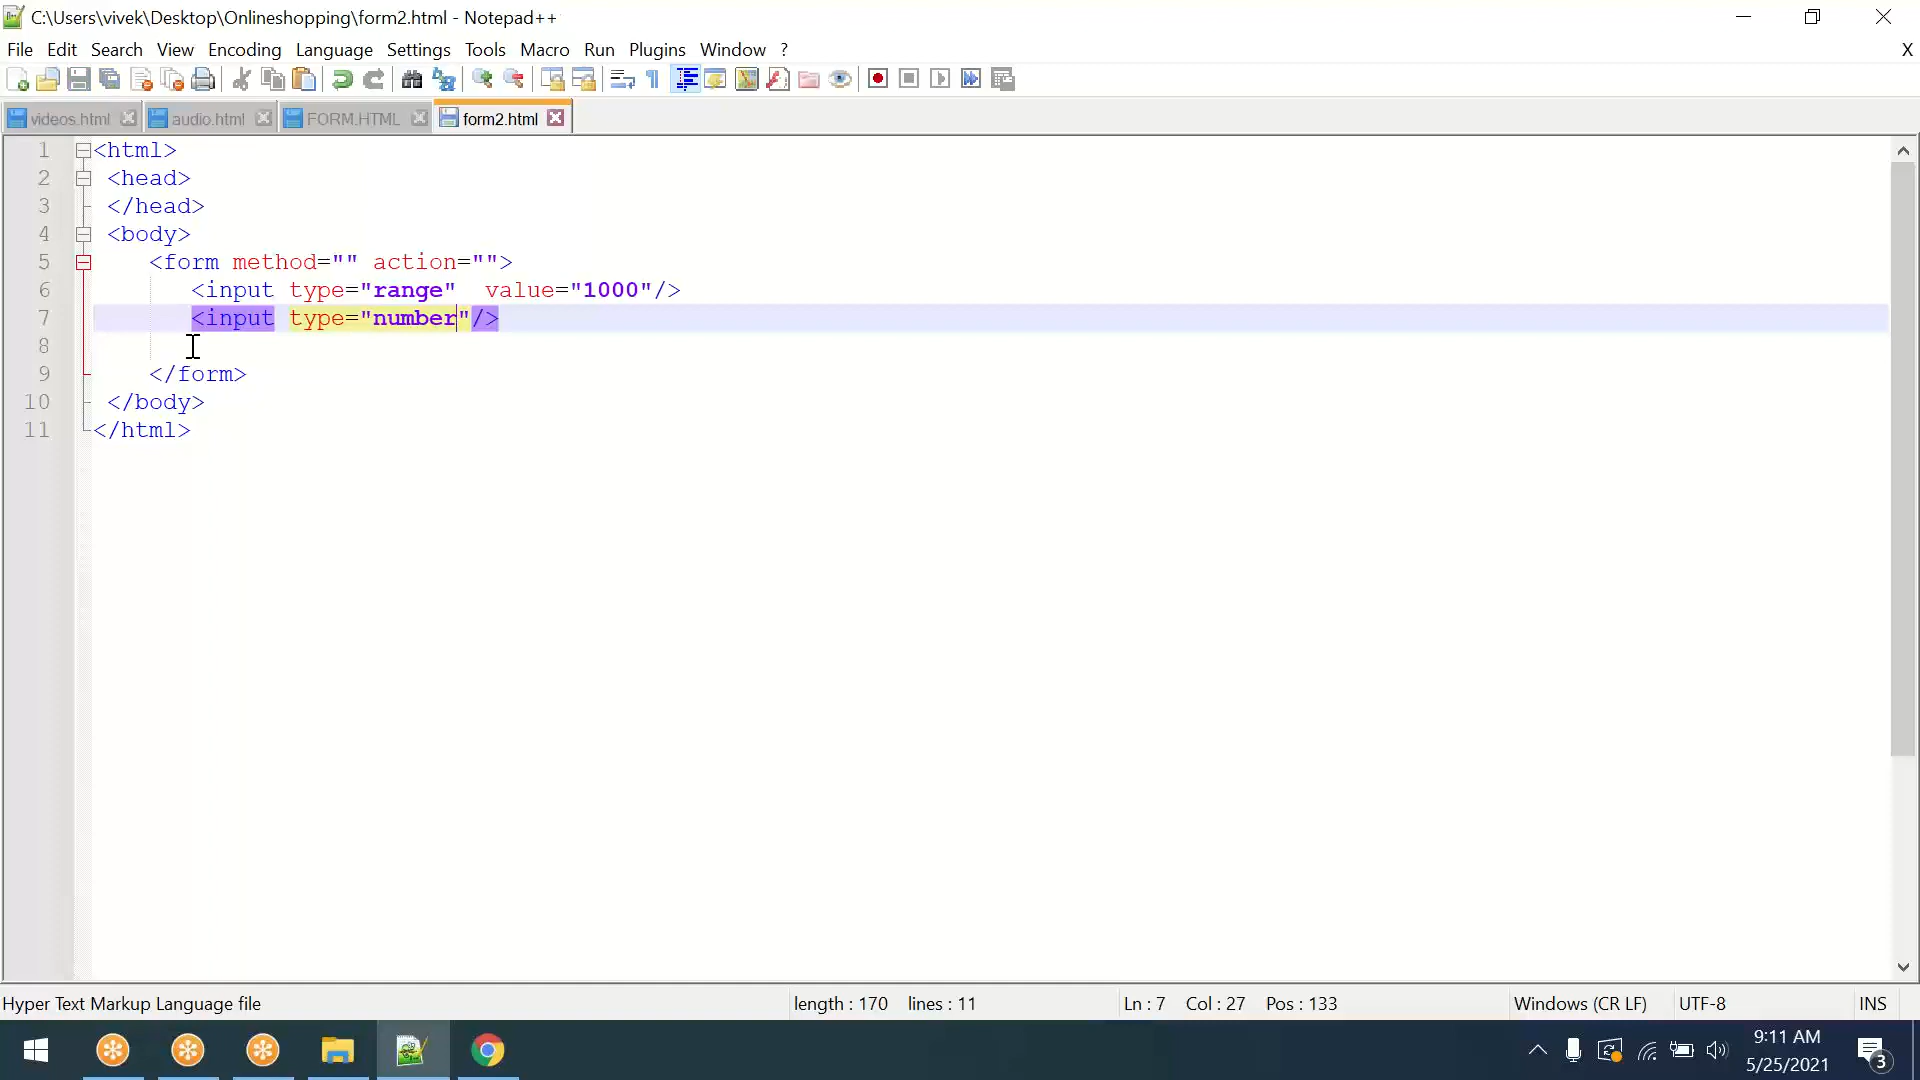 C:\Users\vivek\Desktop\Onlineshopping\form2.html - Notepad++
File Edit Search View Encoding Language Settings Tools Macro Run Plugins Window ? X
videos.html audio.html FORM.HTML form2.html
1 <html>
2 <head>
3 </head>
4 <body>
5 <form method="" action="">
6 <input type="range"  value="1000"/>
7 <input type="number"/>
8
9 </form>
10 </body>
11 </html>
Hyper Text Markup Language file length : 170 lines : 11 Ln : 7 Col : 27 Pos : 133 Windows (CR LF) UTF-8 INS
9:11 AM
5/25/2021
3